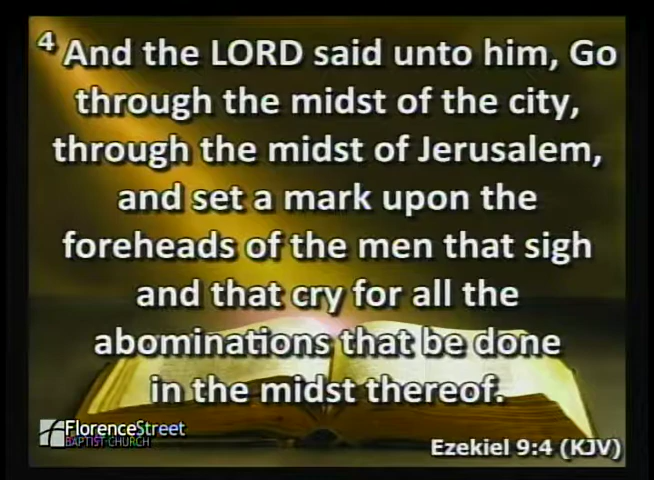 4 And the LORD said unto him, Go
through the midst of the city,
through the midst of Jerusalem,
and set a mark upon the
foreheads of the men that sigh
and that cry for all the
abominations that be done
in the midst thereof.
FlorenceStreet
BAPTIST·CHURCH
Ezekiel 9:4 (KJV)